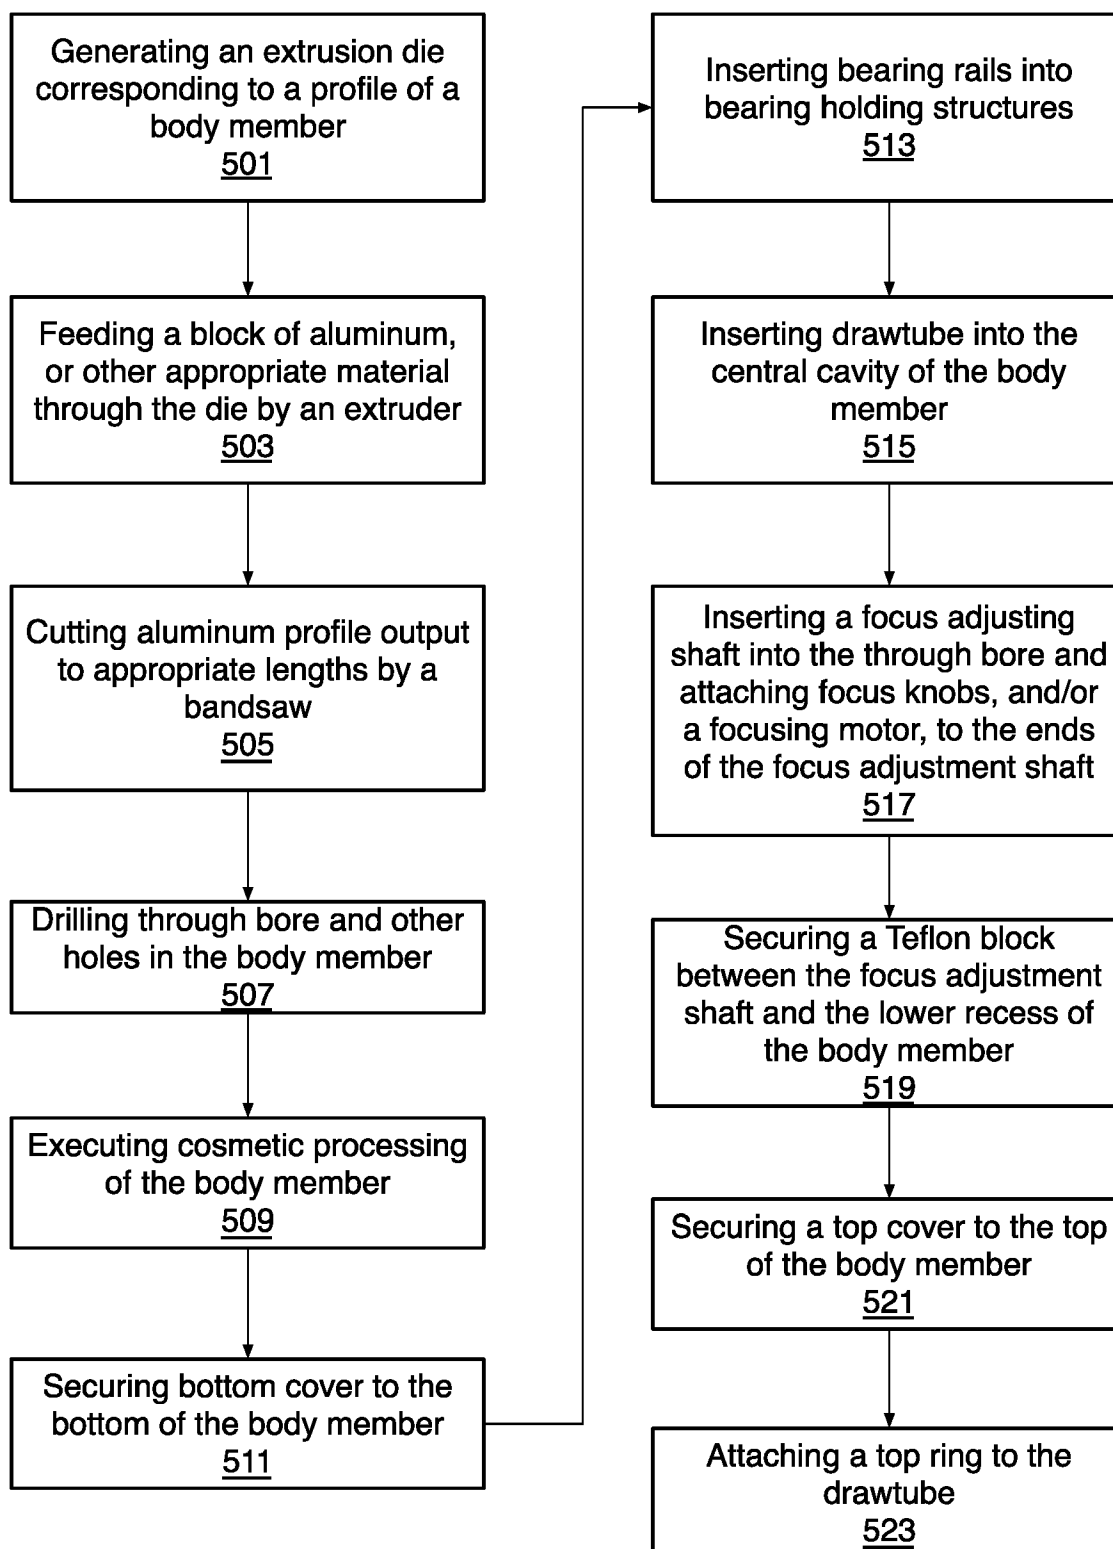 Generating an extrusion die
corresponding to a profile of a
body member
501
Feeding a block of aluminum,
or other appropriate material
through the die by an extruder
503
Cutting aluminum profile output
to appropriate lengths by a
bandsaw
505
Drilling through bore and other
holes in the body member
507
Executing cosmetic processing
of the body member
509
Securing bottom cover to the
bottom of the body member
511
Inserting bearing rails into
bearing holding structures
513
Inserting drawtube into the
central cavity of the body
member
515
Inserting a focus adjusting
shaft into the through bore and
attaching focus knobs, and/or
a focusing motor, to the ends
of the focus adjustment shaft
517
Securing a Teflon block
between the focus adjustment
shaft and the lower recess of
the body member
519
Securing a top cover to the top
of the body member
521
Attaching a top ring to the
drawtube
523